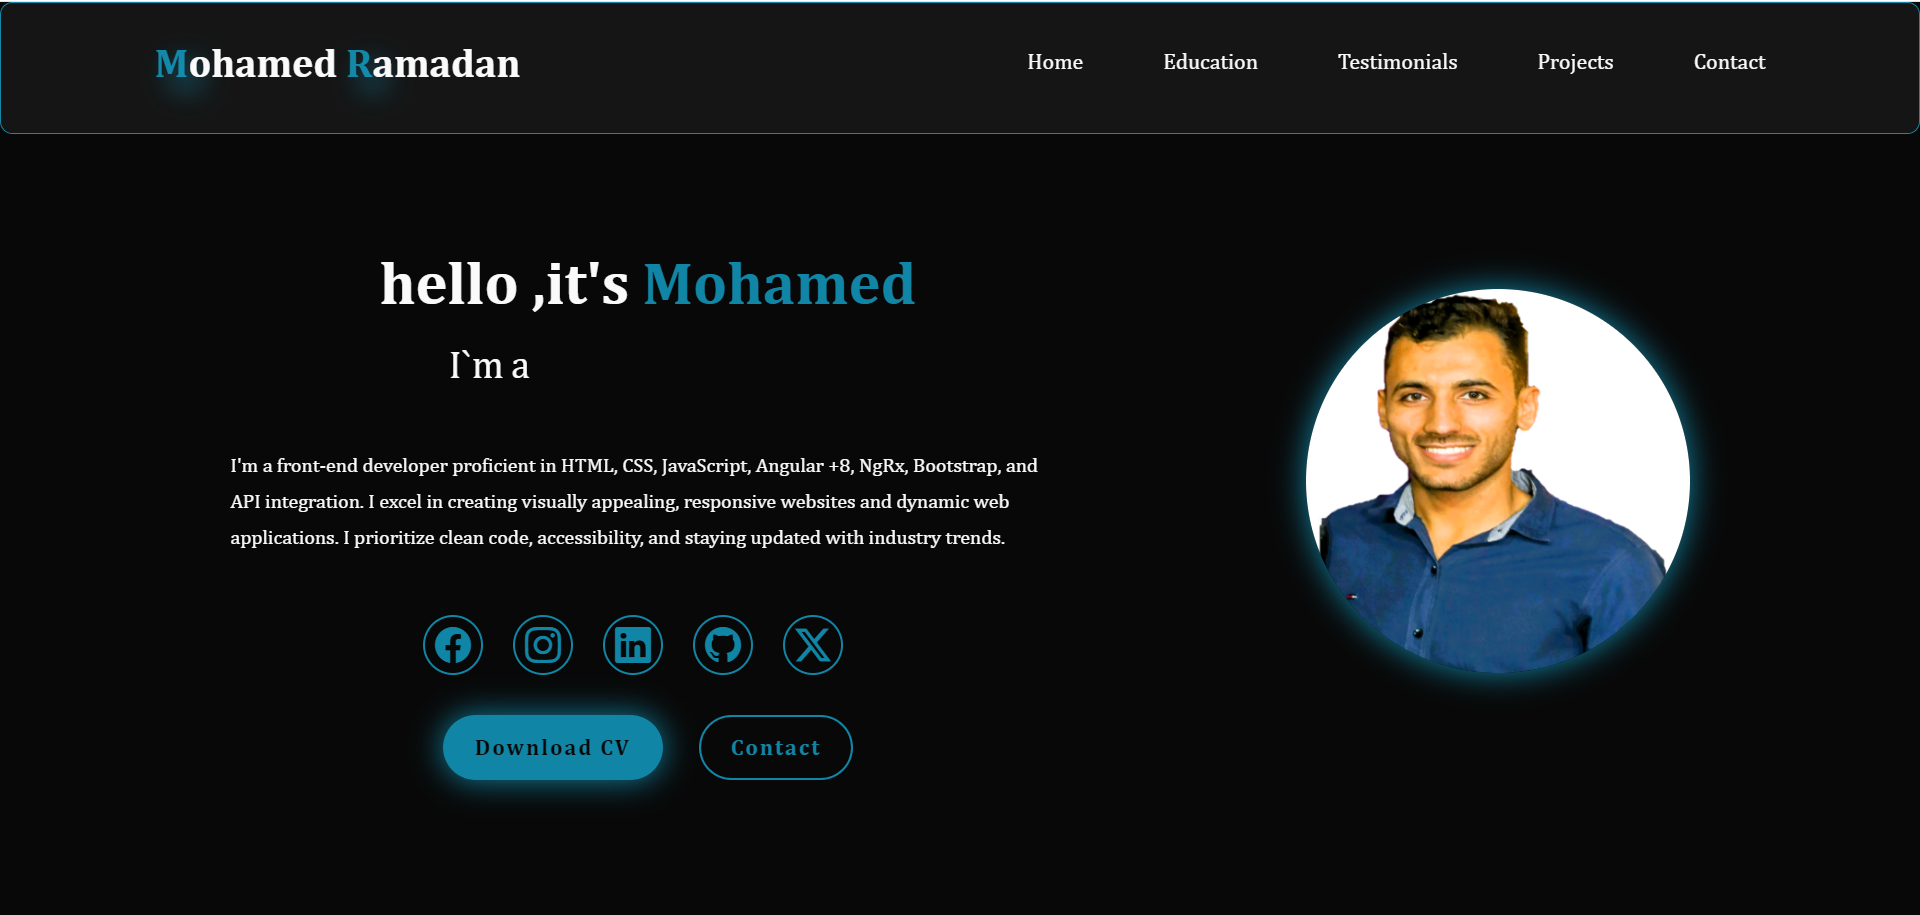 Mohamed Ramadan
Home Education Testimonials Projects Contact
hello ,it's Mohamed
I`m a
I'm a front-end developer proficient in HTML, CSS, JavaScript, Angular +8, NgRx, Bootstrap, and
API integration. I excel in creating visually appealing, responsive websites and dynamic web
applications. I prioritize clean code, accessibility, and staying updated with industry trends.
Download CV Contact